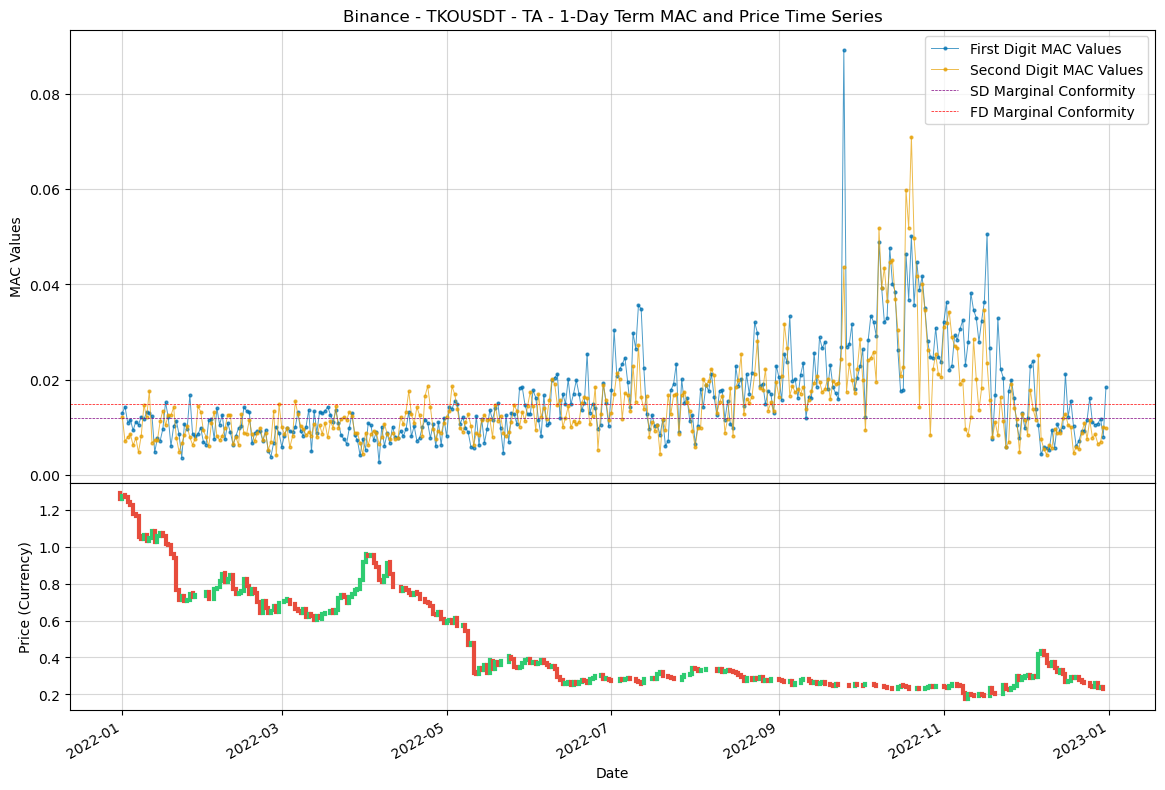 Binance - TKOUSDT - TA - 1-Day Term MAC and Price Time Series
First Digit MAC Values
Second Digit MAC Values
SD Marginal Conformity
FD Marginal Conformity
MAC Values
0.08
0.06
0.04
0.02
0.00
Price (Currency)
1.2
1.0
0.8
0.6
0.4
0.2
2022-01
2022-03
2022-05
2022-07
2022-09
2022-11
2023-01
Date